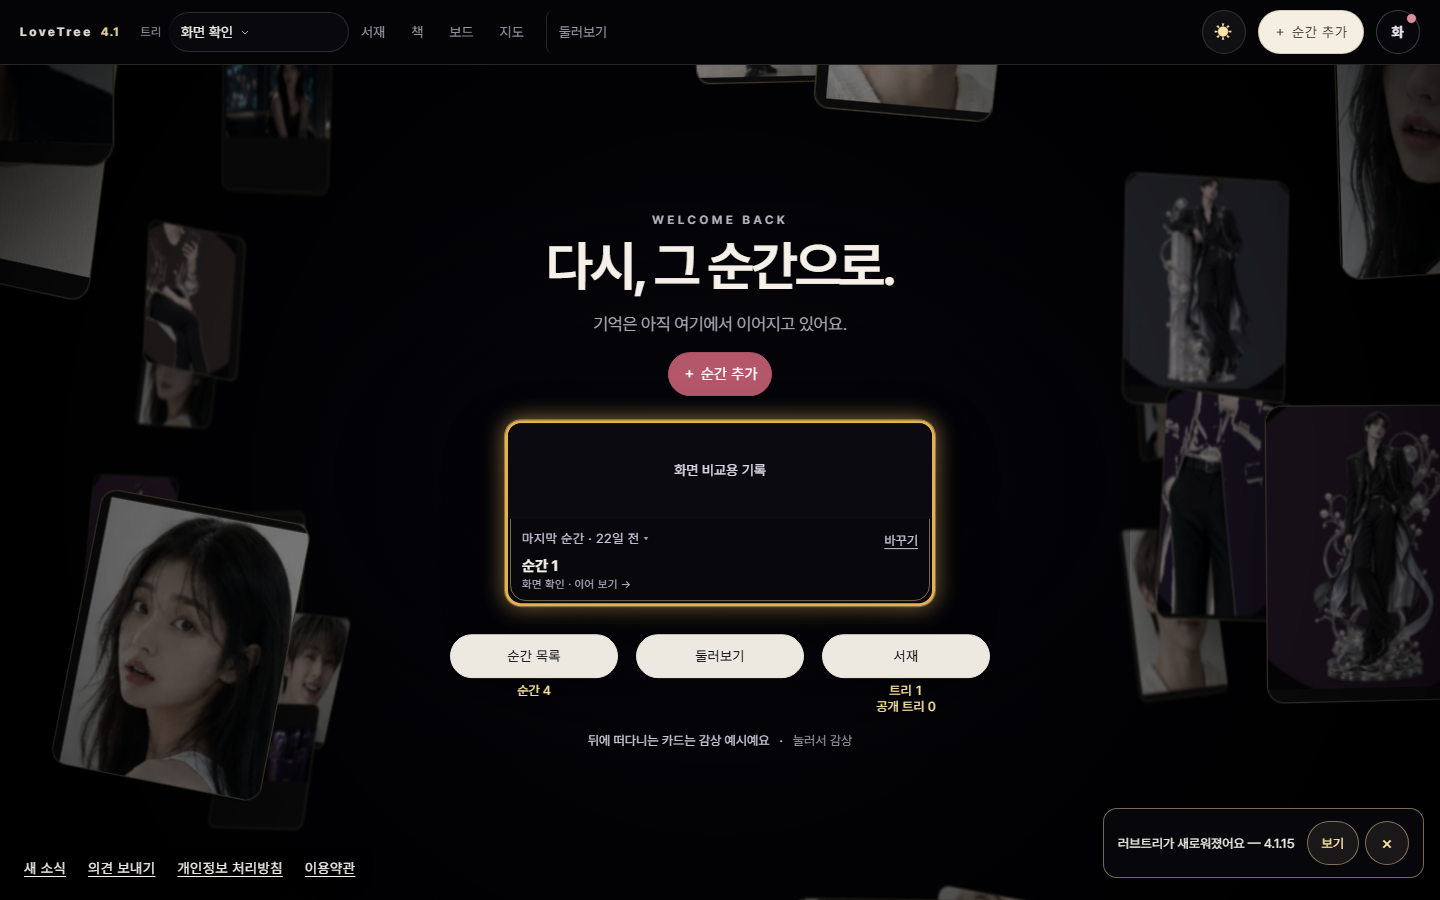 LoveTree 4.1 트리 화면 확인 서재 책 보드 지도 둘러보기 + 순간 추가 화
WELCOME BACK
다시, 그 순간으로.
기억은 아직 여기에서 이어지고 있어요.
+ 순간 추가
화면 비교용 기록
마지막 순간 · 22일 전 바꾸기
순간 1
화면 확인 · 이어 보기 →
순간 목록 둘러보기 서재
순간 4 트리 1
공개 트리 0
뒤에 떠다니는 카드는 감상 예시예요 · 눌러서 감상
러브트리가 새로워졌어요 — 4.1.15 보기 ×
새 소식 의견 보내기 개인정보 처리방침 이용약관